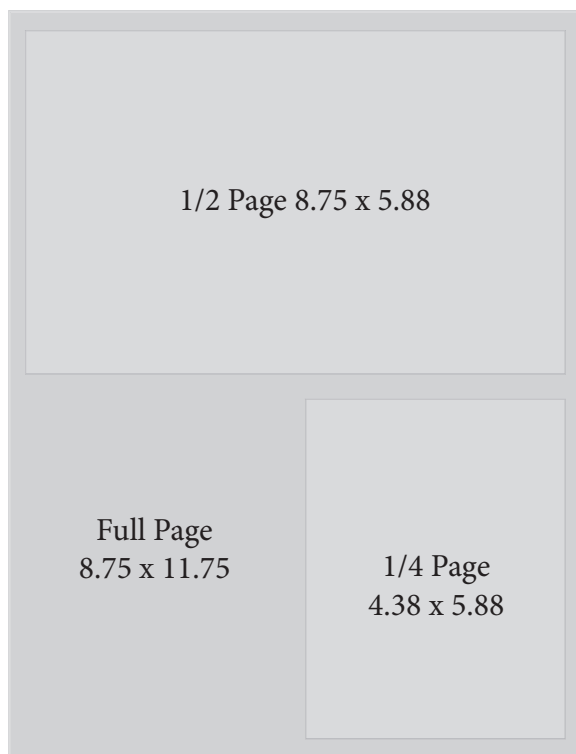 1/2 Page 8.75 x 5.88
Full Page
8.75 x 11.75
1/4 Page
4.38 x 5.88